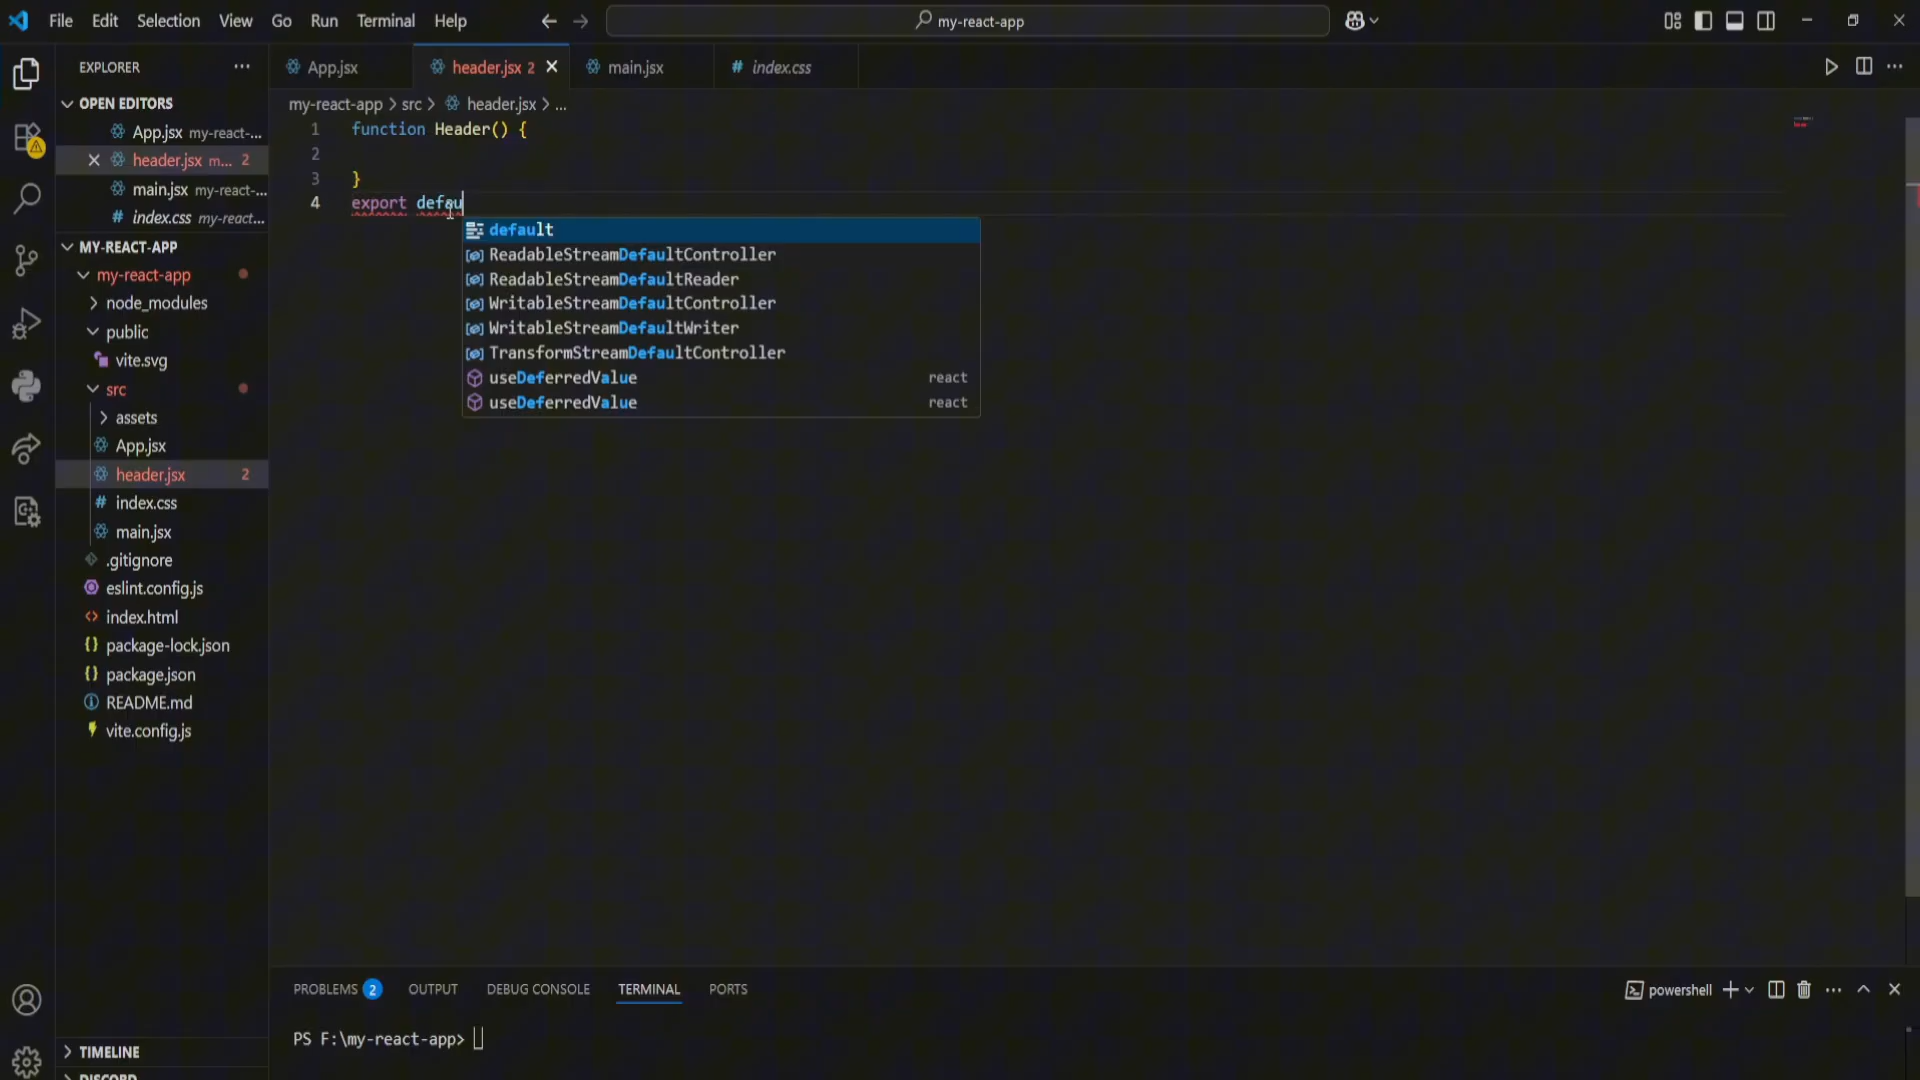 File Edit Selection View Go Run Terminal Help my-react-app
EXPLORER
OPEN EDITORS
App.jsx my-react-...
header.jsx m... 2
main.jsx my-react-...
index.css my-react...
MY-REACT-APP
my-react-app
node_modules
public
vite.svg
src
assets
App.jsx
header.jsx 2
index.css
main.jsx
.gitignore
eslint.config.js
index.html
package-lock.json
package.json
README.md
vite.config.js
TIMELINE
DISCORD
App.jsx header.jsx 2 main.jsx index.css
my-react-app > src > header.jsx > ...
1 function Header() {
2
3 }
4 export defau
default
ReadableStreamDefaultController
ReadableStreamDefaultReader
WritableStreamDefaultController
WritableStreamDefaultWriter
TransformStreamDefaultController
useDeferredValue react
useDeferredValue react
PROBLEMS 2 OUTPUT DEBUG CONSOLE TERMINAL PORTS powershell
PS F:\my-react-app>